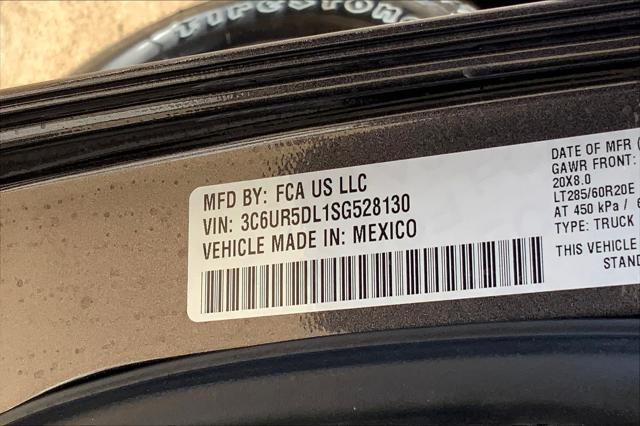 Firestone
MFD BY: FCA US LLC
VIN: 3C6UR5DL1SG528130
VEHICLE MADE IN: MEXICO
DATE OF MFR (
GAWR FRONT:
20X8.0
LT285/60R20E
AT 450 kPa /
TYPE: TRUCK
THIS VEHICLE
STAND